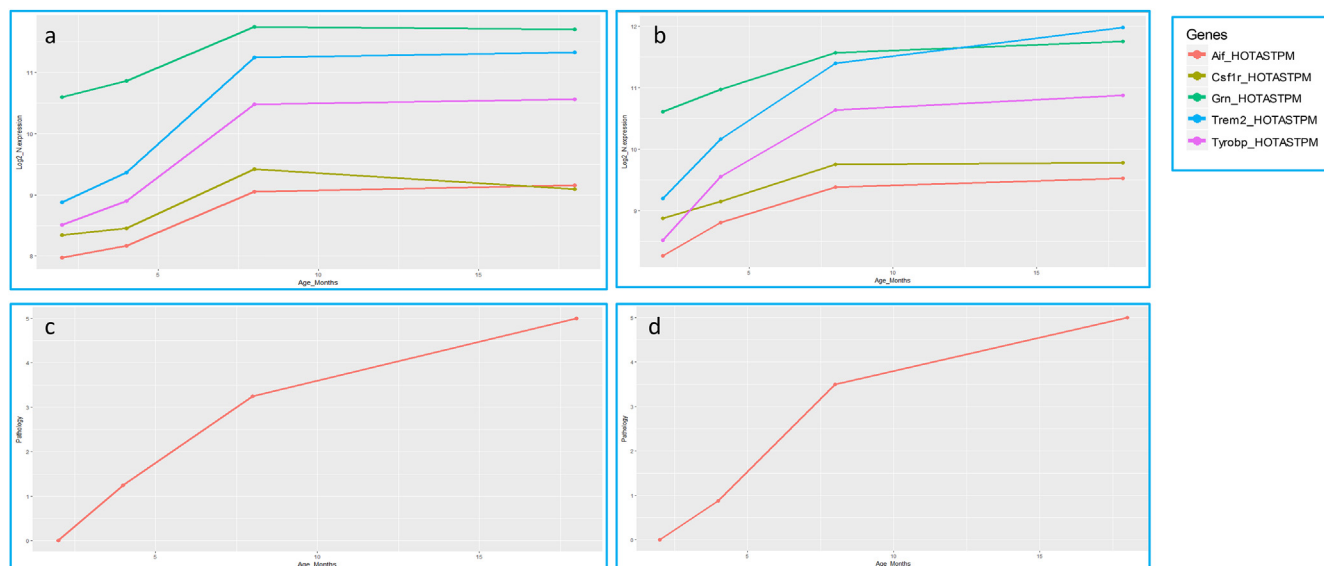 a
11
10
9
8
Log2_N.expression
5
10
15
Age_Months
b
12
11
10
9
Log2_N.expression
5
10
15
Age_Months
Genes
Aif_HOTASTPM
Csf1r_HOTASTPM
Grn_HOTASTPM
Trem2_HOTASTPM
Tyrobp_HOTASTPM
c
5
4
3
2
1
0
Pathology
5
10
15
Age_Months
d
5
4
3
2
1
0
Pathology
5
10
15
Age_Months